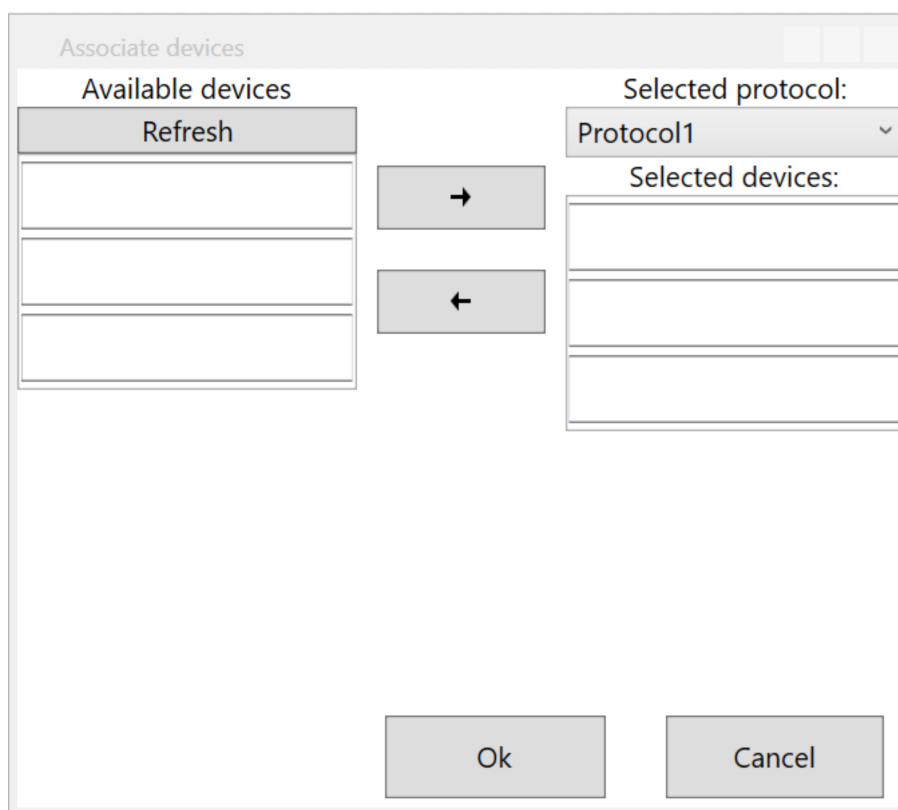 Associate devices
Available devices
Selected protocol:
Refresh
Protocol1
Selected devices:
→
←
Ok
Cancel